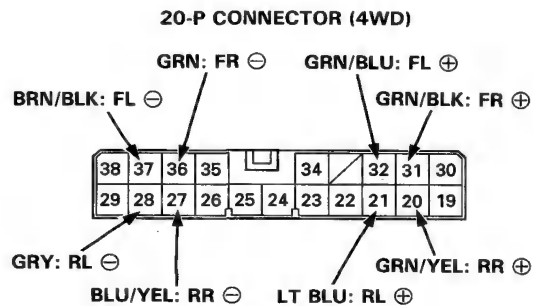 20-P CONNECTOR (4WD)
GRN: FR ⊖ GRN/BLU: FL ⊕
BRN/BLK: FL ⊖ GRN/BLK: FR ⊕
38 37 36 35 34 32 31 30
29 28 27 26 25 24 23 22 21 20 19
GRY: RL ⊖ GRN/YEL: RR ⊕
BLU/YEL: RR ⊖ LT BLU: RL ⊕